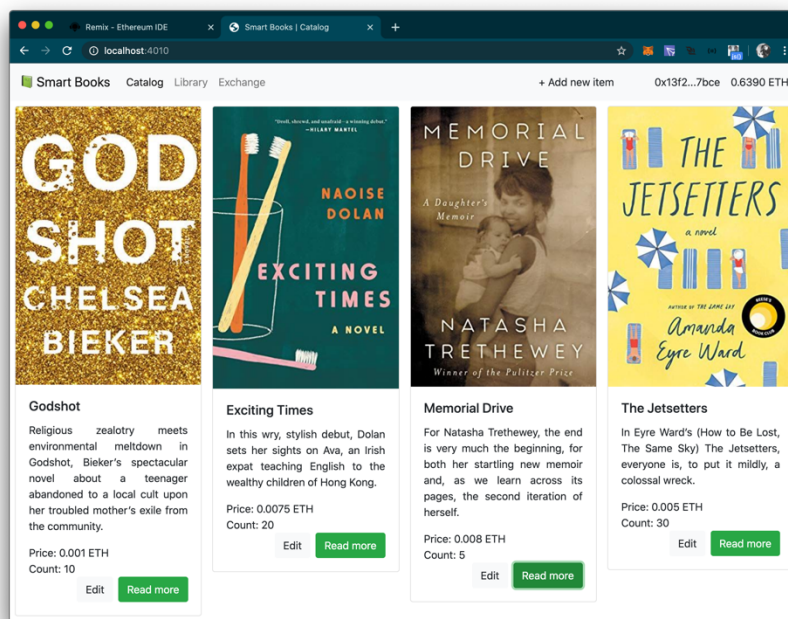 Remix - Ethereum IDE
Smart Books | Catalog
localhost:4010
Smart Books
Catalog
Library
Exchange
+ Add new item
0x13f2...7bce
0.6390 ETH
GOD
SHOT
CHELSEA
BIEKER
Godshot
Religious zealotry meets
environmental meltdown in
Godshot, Bieker's spectacular
novel about a teenager
abandoned to a local cult upon
her troubled mother's exile from
the community.
Price: 0.001 ETH
Count: 10
Edit
Read more
"Droll, shrewd, and unafraid—a winning debut."
—HILARY MANTEL
NAOISE
DOLAN
EXCITING
TIMES
A NOVEL
Exciting Times
In this wry, stylish debut, Dolan
sets her sights on Ava, an Irish
expat teaching English to the
wealthy children of Hong Kong.
Price: 0.0075 ETH
Count: 20
Edit
Read more
MEMORIAL
DRIVE
A Daughter's
Memoir
NATASHA
TRETHEWEY
Winner of the Pulitzer Prize
Memorial Drive
For Natasha Trethewey, the end
is very much the beginning, for
both her startling new memoir
and, as we learn across its
pages, the second iteration of
herself.
Price: 0.008 ETH
Count: 5
Edit
Read more
THE
JETSETTERS
a novel
AUTHOR OF THE SAME SKY
Amanda
Eyre Ward
REESE'S
BOOK CLUB
The Jetsetters
In Eyre Ward's (How to Be Lost,
The Same Sky) The Jetsetters,
everyone is, to put it mildly, a
colossal wreck.
Price: 0.005 ETH
Count: 30
Edit
Read more